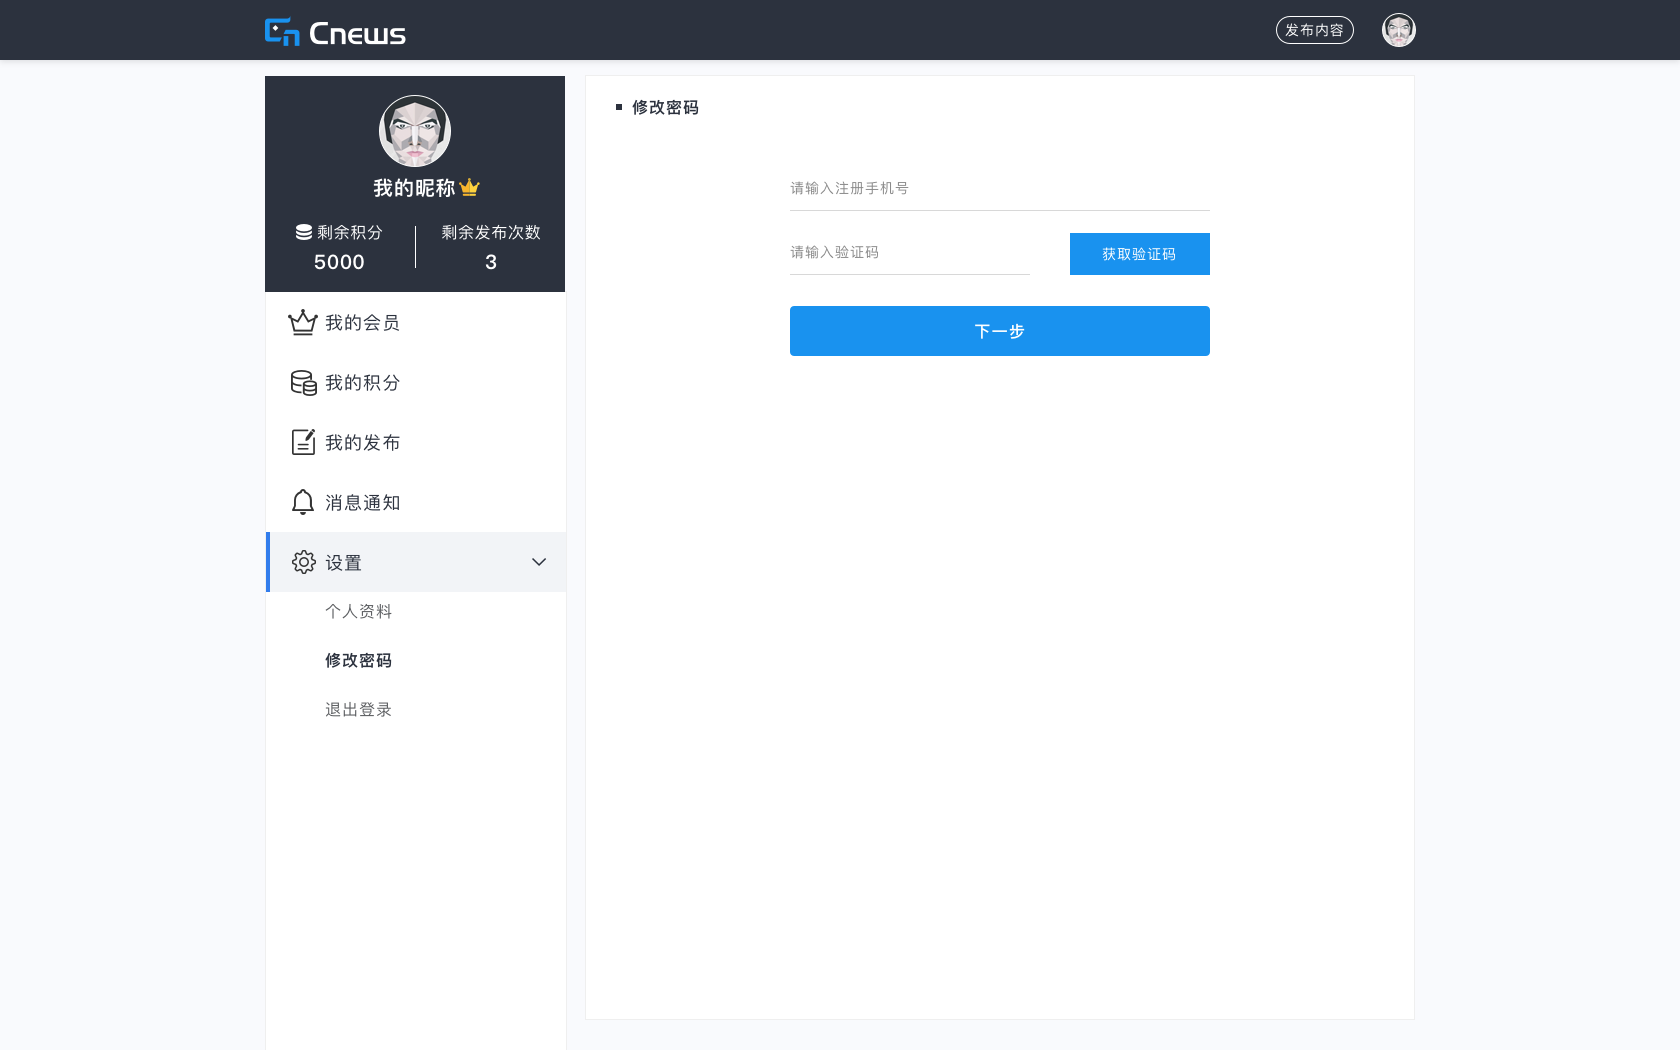 Cnews
发布内容
我的昵称
剩余积分
5000
剩余发布次数
3
我的会员
我的积分
我的发布
消息通知
设置
个人资料
修改密码
退出登录
修改密码
请输入注册手机号
请输入验证码
获取验证码
下一步